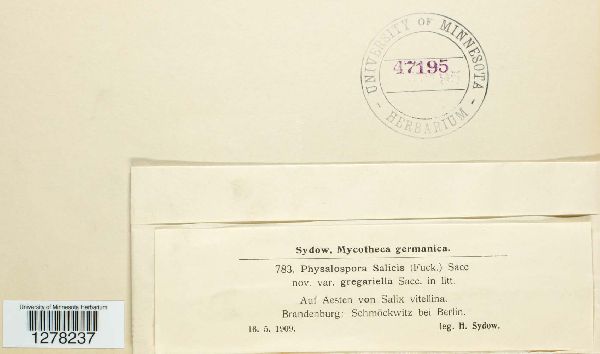 UNIVERSITY OF MINNESOTA
47195
- HERBARIUM -
Sydow, Mycotheca germanica.
783. Physalospora Salicis (Fuck.) Sacc
nov. var. gregariella Sacc. in litt.
Auf Aesten von Salix vitellina.
Brandenburg: Schmöckwitz bei Berlin.
16. 5. 1909. leg. H. Sydow.
University of Minnesota Herbarium
1278237